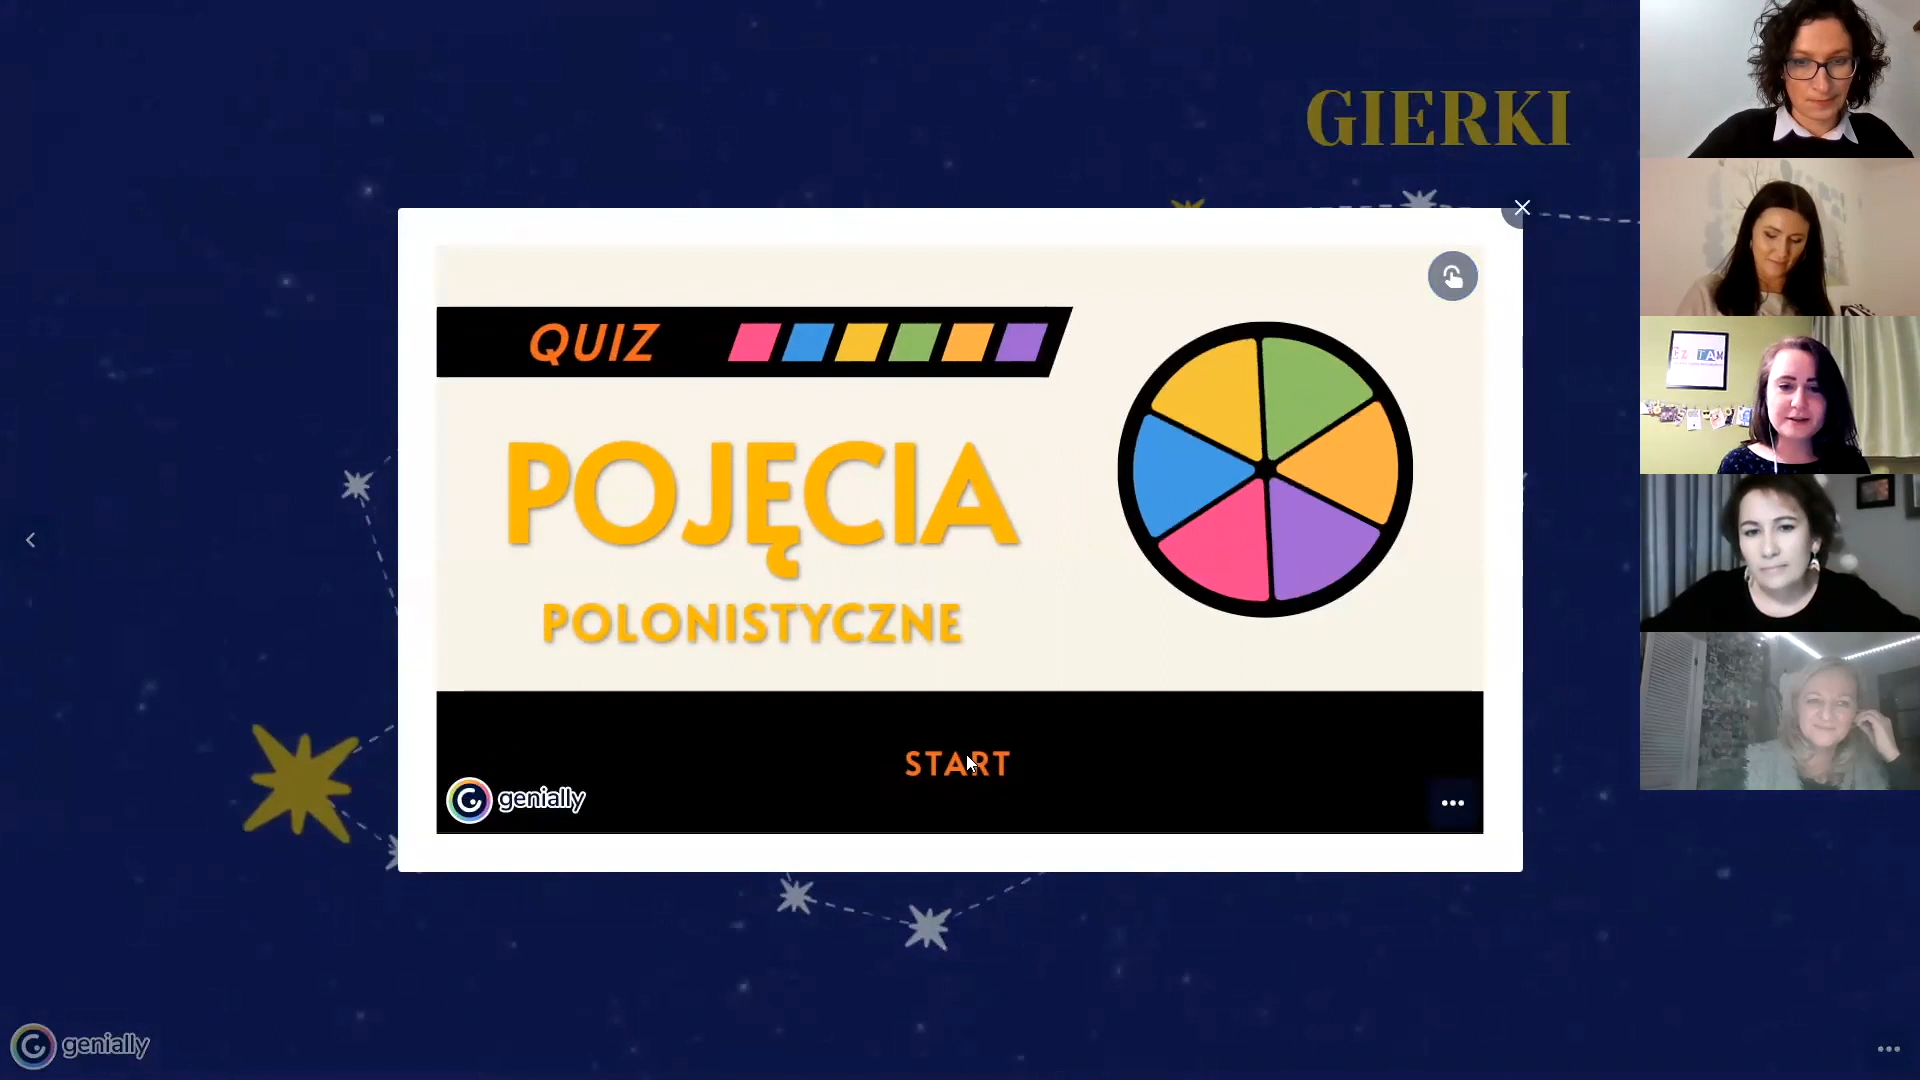 GIERKI
QUIZ
POJĘCIA
POLONISTYCZNE
START
genially
genially